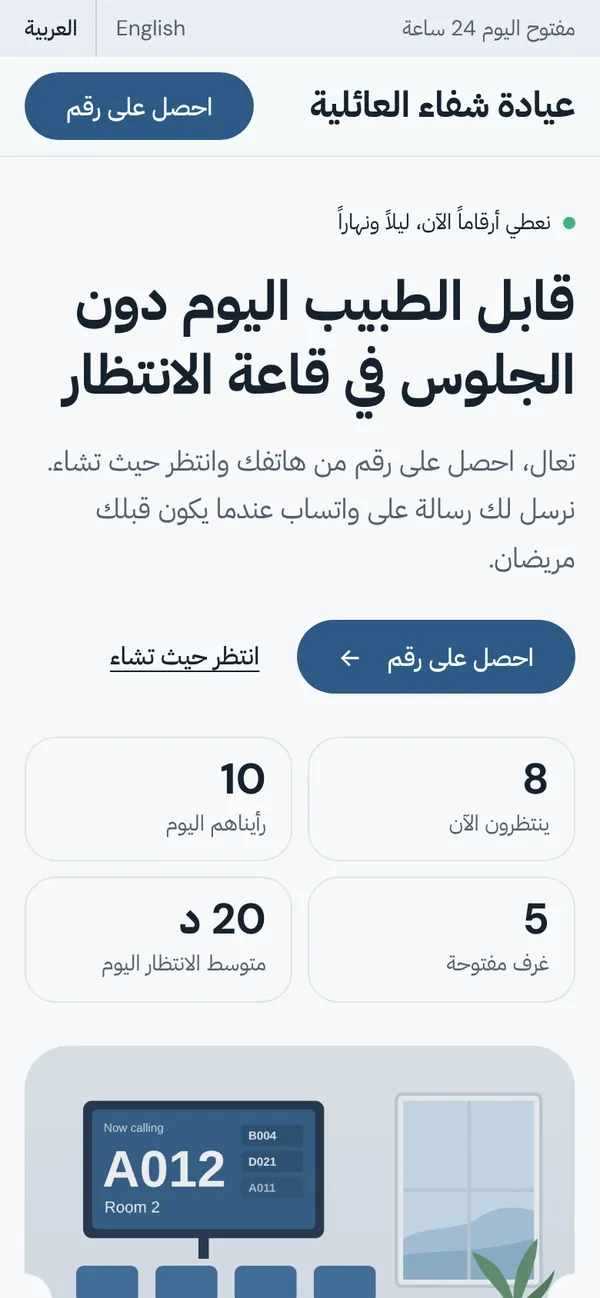 مفتوح اليوم 24 ساعة
English
العربية
عيادة شفاء العائلية
احصل على رقم
نعطي أرقاماً الآن، ليلاً ونهاراً
قابل الطبيب اليوم دون
الجلوس في قاعة الانتظار
تعال، احصل على رقم من هاتفك وانتظر حيث تشاء.
نرسل لك رسالة على واتساب عندما يكون قبلك
مريضان.
احصل على رقم ←
انتظر حيث تشاء
8
ينتظرون الآن
10
رأيناهم اليوم
5
غرف مفتوحة
20 د
متوسط الانتظار اليوم
Now calling
A012
Room 2
B004
D021
A011